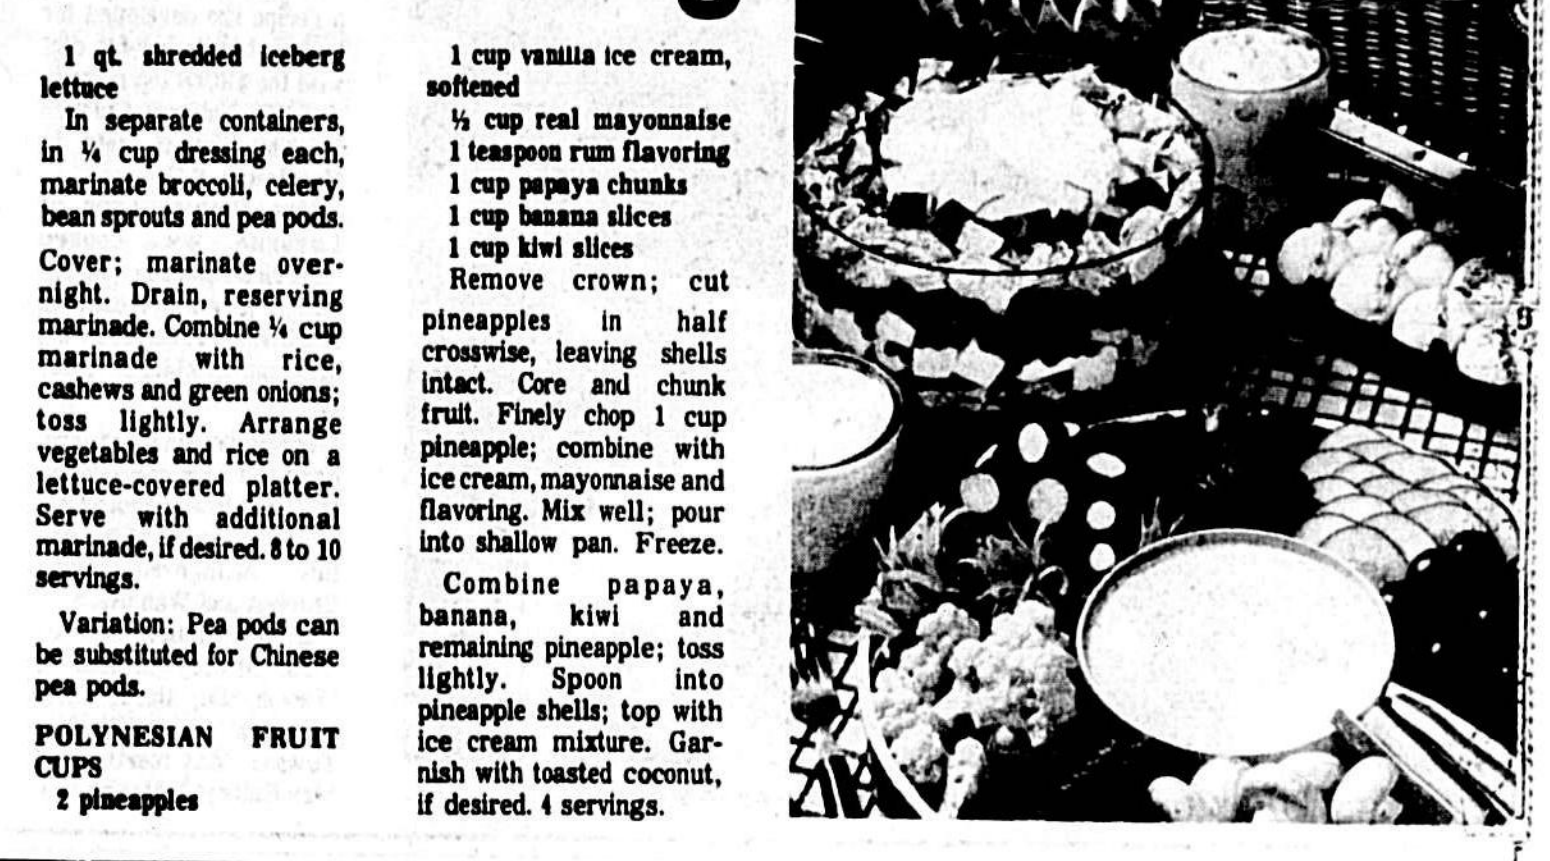 1 qt. shredded iceberg
lettuce
In separate containers,
in ¼ cup dressing each,
marinate broccoli, celery,
bean sprouts and pea pods.
Cover; marinate over-
night. Drain, reserving
marinade. Combine ¼ cup
marinade with rice,
cashews and green onions;
toss lightly. Arrange
vegetables and rice on a
lettuce-covered platter.
Serve with additional
marinade, if desired. 8 to 10
servings.
Variation: Pea pods can
be substituted for Chinese
pea pods.
POLYNESIAN FRUIT
CUPS
2 pineapples
1 cup vanilla ice cream,
softened
½ cup real mayonnaise
1 teaspoon rum flavoring
1 cup papaya chunks
1 cup banana slices
1 cup kiwi slices
Remove crown; cut
pineapples in half
crosswise, leaving shells
intact. Core and chunk
fruit. Finely chop 1 cup
pineapple; combine with
ice cream, mayonnaise and
flavoring. Mix well; pour
into shallow pan. Freeze.
Combine papaya,
banana, kiwi and
remaining pineapple; toss
lightly. Spoon into
pineapple shells; top with
ice cream mixture. Gar-
nish with toasted coconut,
if desired. 4 servings.